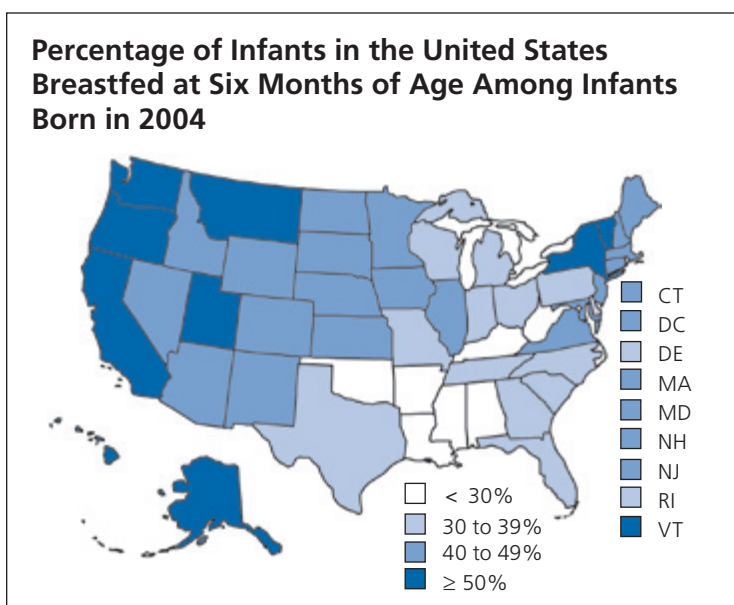 Percentage of Infants in the United States
Breastfed at Six Months of Age Among Infants
Born in 2004
CT
DC
DE
MA
MD
NH
NJ
RI
VT
< 30%
30 to 39%
40 to 49%
≥ 50%